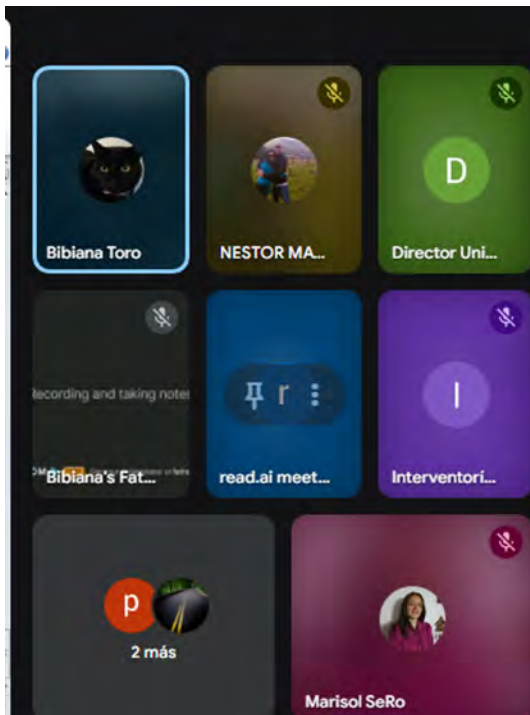 Bibiana Toro
NESTOR MA...
D
Director Uni...
Recording and taking notes
Bibiana's Fat...
r
read.ai meet...
I
Interventorí...
p
2 más
Marisol SeRo